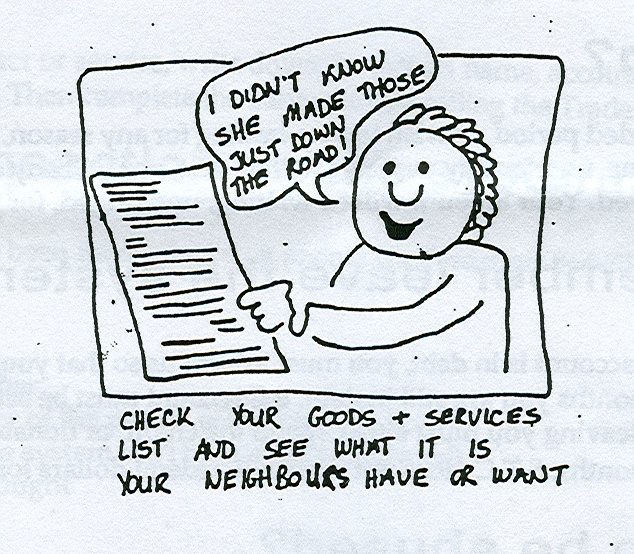 I DIDN'T KNOW
SHE MADE THOSE
JUST DOWN
THE ROAD!
CHECK YOUR GOODS + SERVICES
LIST AND SEE WHAT IT IS
YOUR NEIGHBOURS HAVE OR WANT